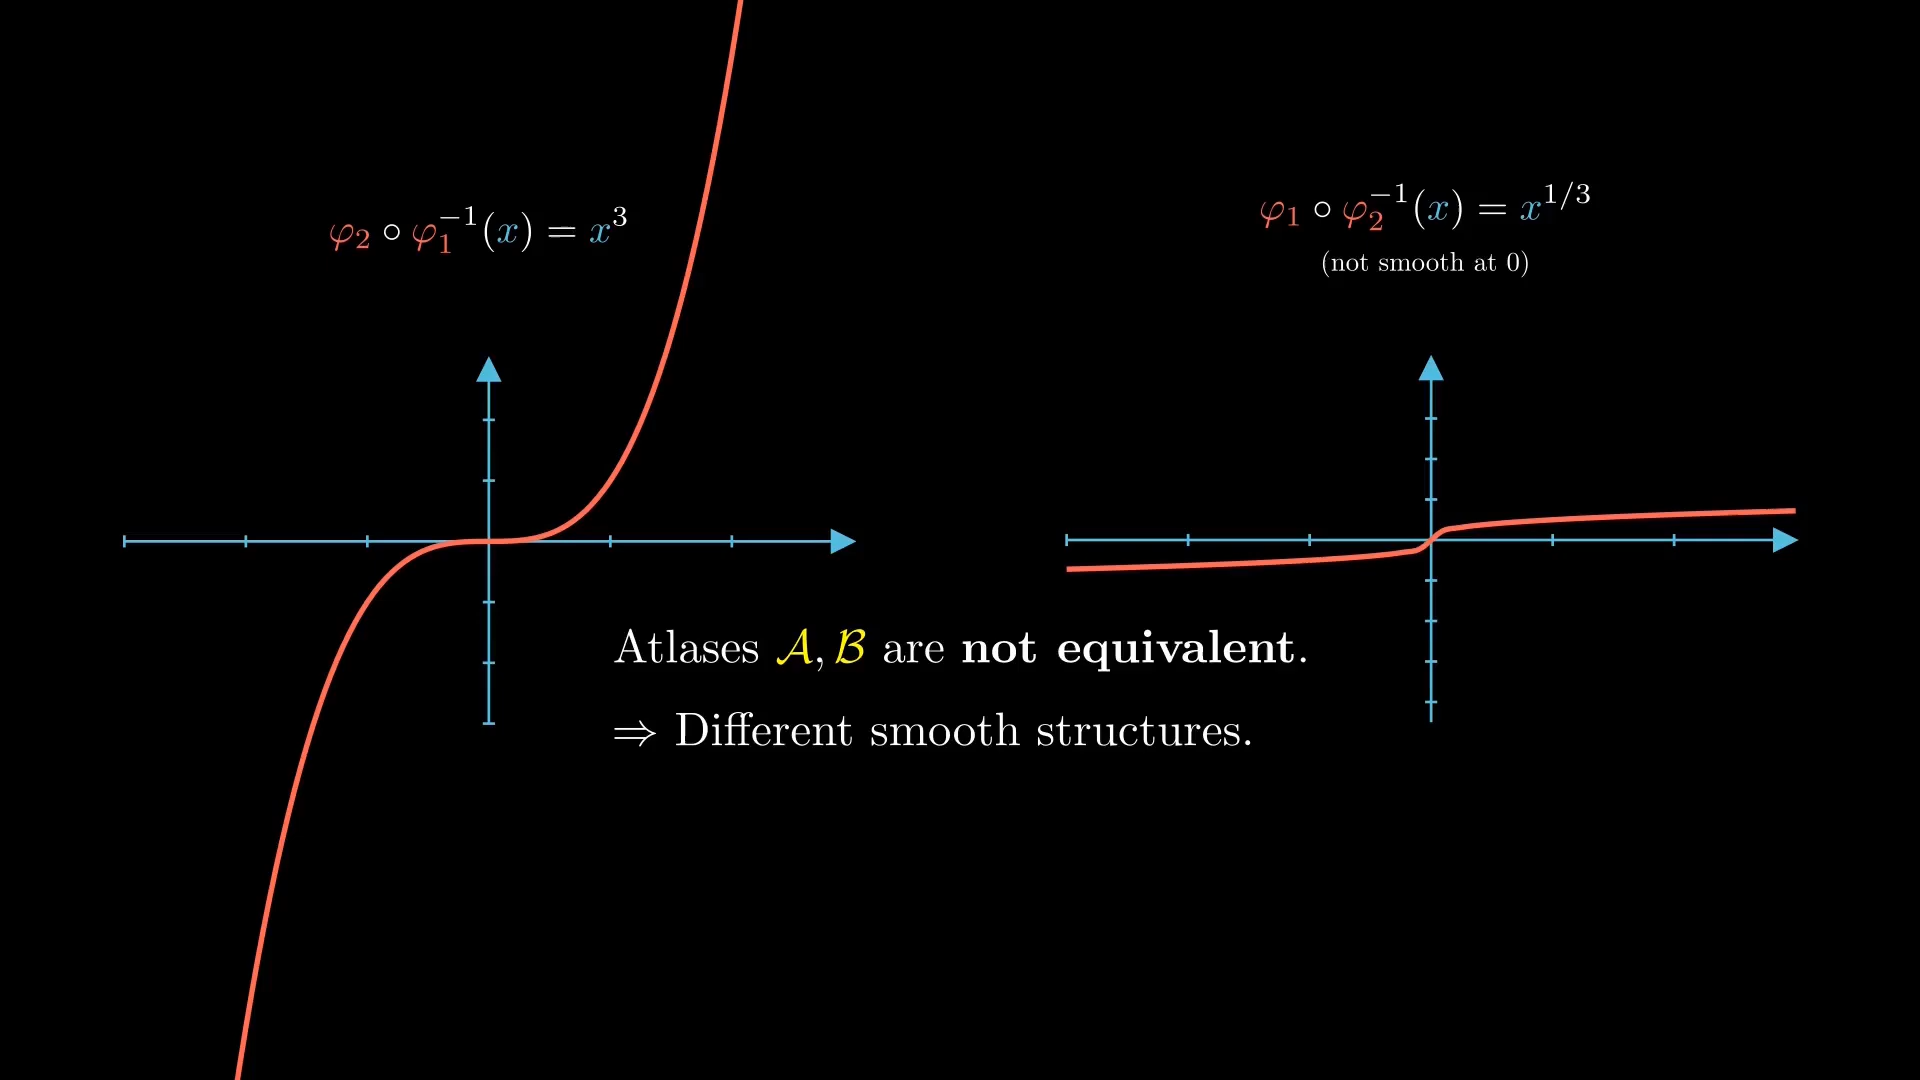 φ₂ ∘ φ₁⁻¹(x) = x³
φ₁ ∘ φ₂⁻¹(x) = x^{1/3}
(not smooth at 0)
Atlases 𝒜, ℬ are not equivalent.
⇒ Different smooth structures.